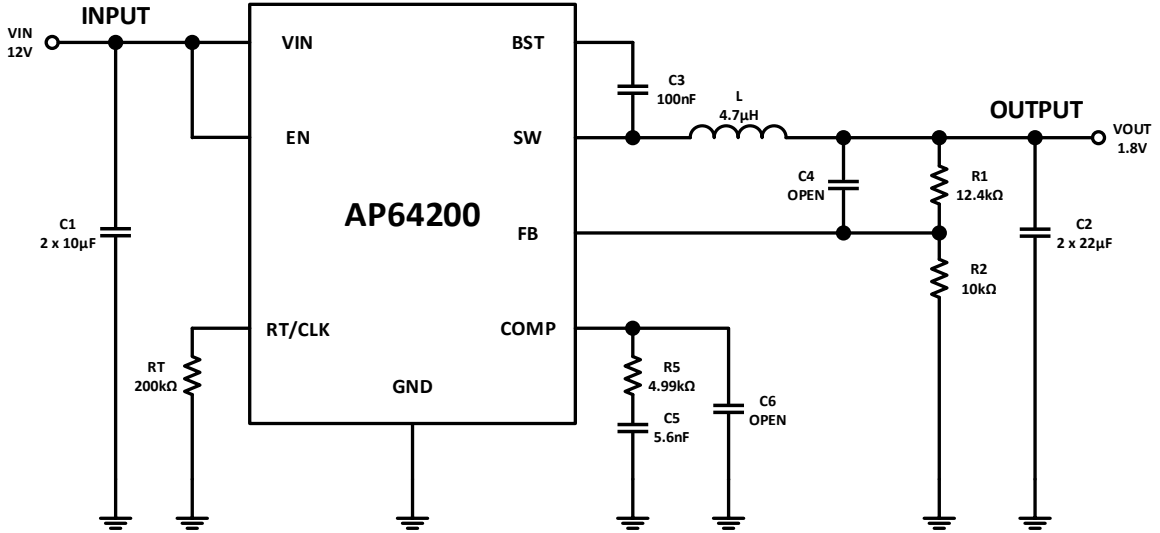 INPUT
VIN
12V
VIN
BST
C3
100nF
L
4.7µH
OUTPUT
VOUT
1.8V
EN
SW
C4
OPEN
R1
12.4kΩ
AP64200
C1
2 x 10µF
FB
C2
2 x 22µF
R2
10kΩ
RT/CLK
COMP
RT
200kΩ
GND
R5
4.99kΩ
C5
5.6nF
C6
OPEN